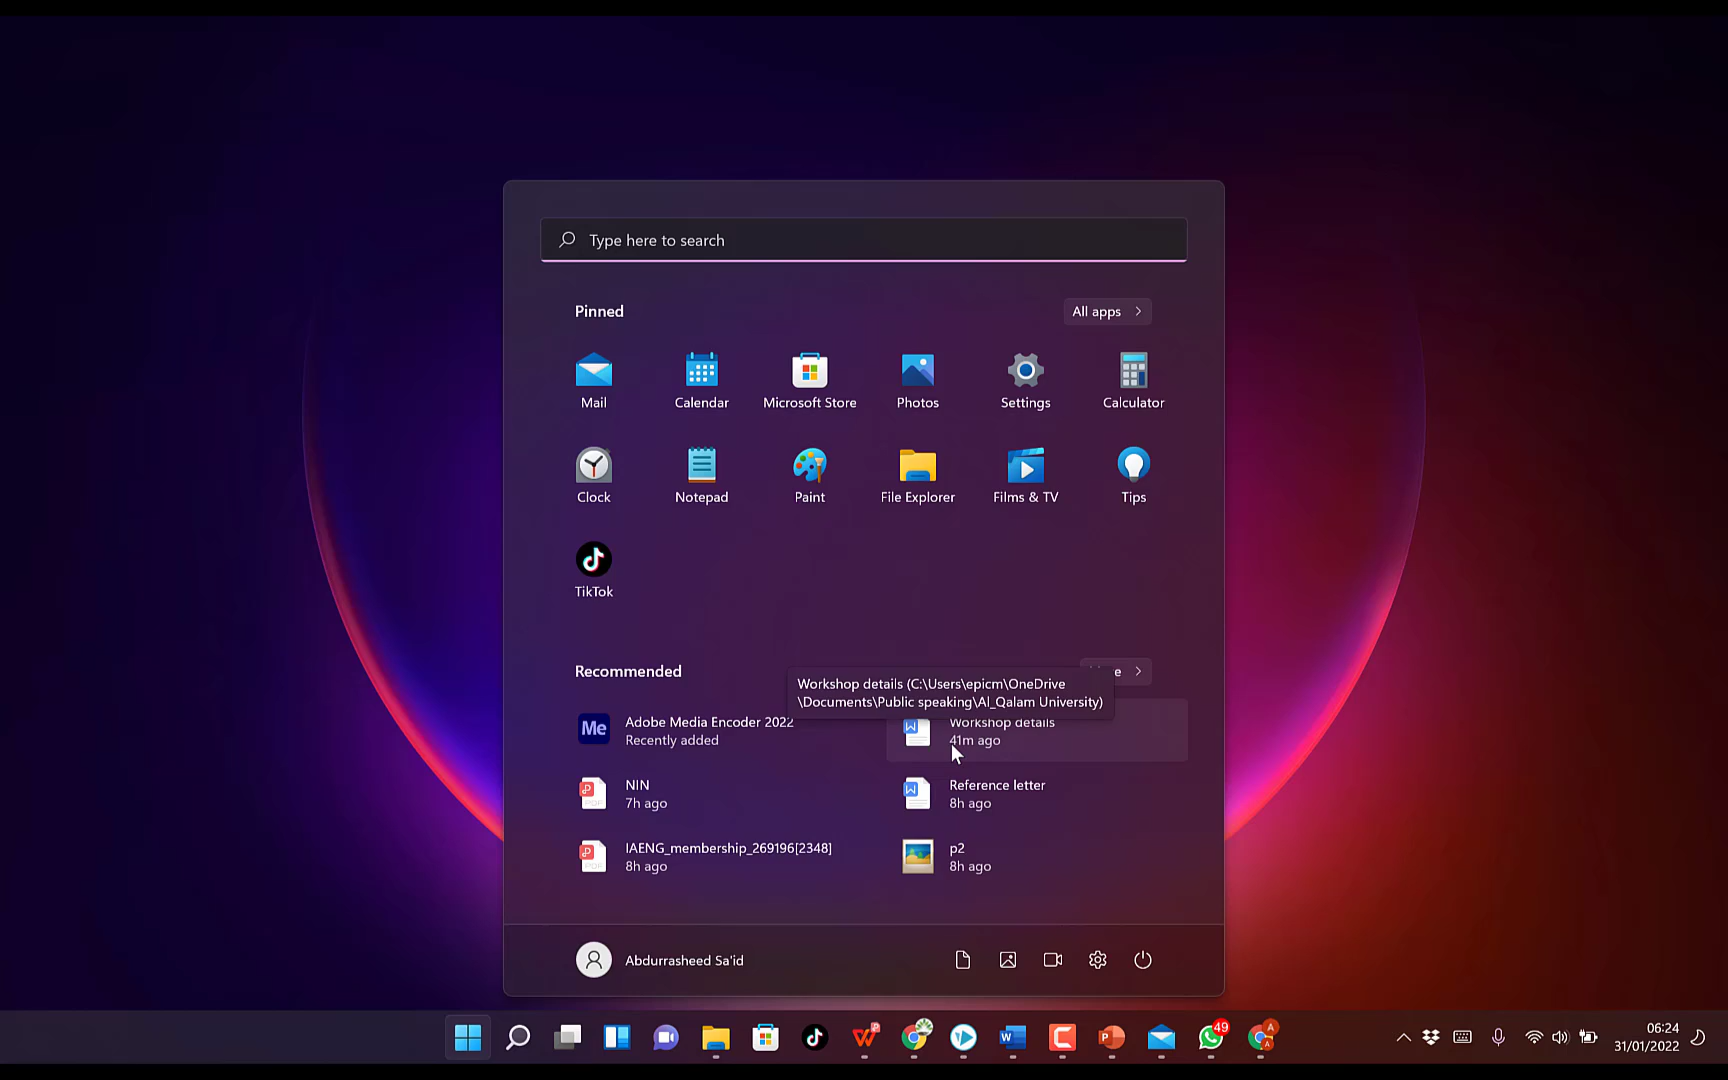 Type here to search
Pinned
All apps
Mail
Calendar
Microsoft Store
Photos
Settings
Calculator
Clock
Notepad
Paint
File Explorer
Films & TV
Tips
TikTok
Recommended
Workshop details (C:\Users\epicm\OneDrive
\Documents\Public speaking\Al_Qalam University)
Adobe Media Encoder 2022
Recently added
Workshop details
41m ago
NIN
7h ago
Reference letter
8h ago
IAENG_membership_269196[2348]
8h ago
p2
8h ago
Abdurrasheed Sa'id
49
06:24
31/01/2022